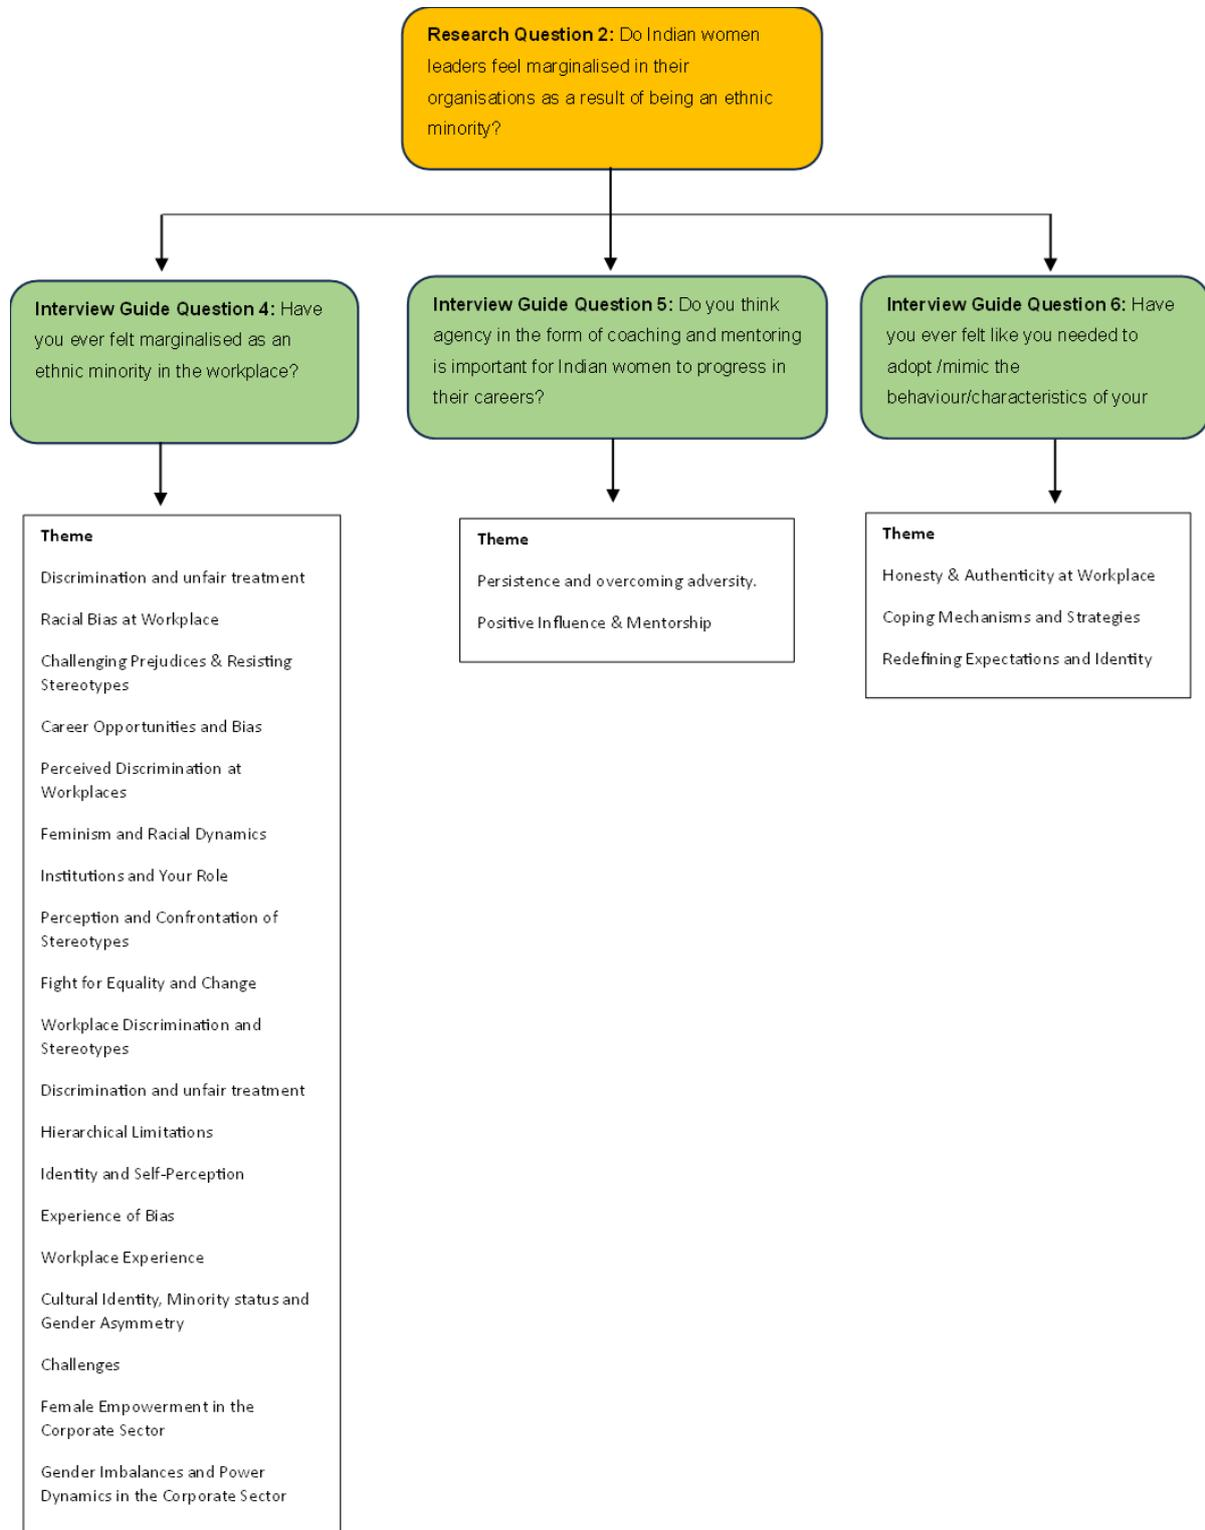 Research Question 2: Do Indian women
leaders feel marginalised in their
organisations as a result of being an ethnic
minority?
Interview Guide Question 4: Have
you ever felt marginalised as an
ethnic minority in the workplace?
Interview Guide Question 5: Do you think
agency in the form of coaching and mentoring
is important for Indian women to progress in
their careers?
Interview Guide Question 6: Have
you ever felt like you needed to
adopt /mimic the
behaviour/characteristics of your
Theme
Discrimination and unfair treatment
Racial Bias at Workplace
Challenging Prejudices & Resisting
Stereotypes
Career Opportunities and Bias
Perceived Discrimination at
Workplaces
Feminism and Racial Dynamics
Institutions and Your Role
Perception and Confrontation of
Stereotypes
Fight for Equality and Change
Workplace Discrimination and
Stereotypes
Discrimination and unfair treatment
Hierarchical Limitations
Identity and Self-Perception
Experience of Bias
Workplace Experience
Cultural Identity, Minority status and
Gender Asymmetry
Challenges
Female Empowerment in the
Corporate Sector
Gender Imbalances and Power
Dynamics in the Corporate Sector
Theme
Persistence and overcoming adversity.
Positive Influence & Mentorship
Theme
Honesty & Authenticity at Workplace
Coping Mechanisms and Strategies
Redefining Expectations and Identity